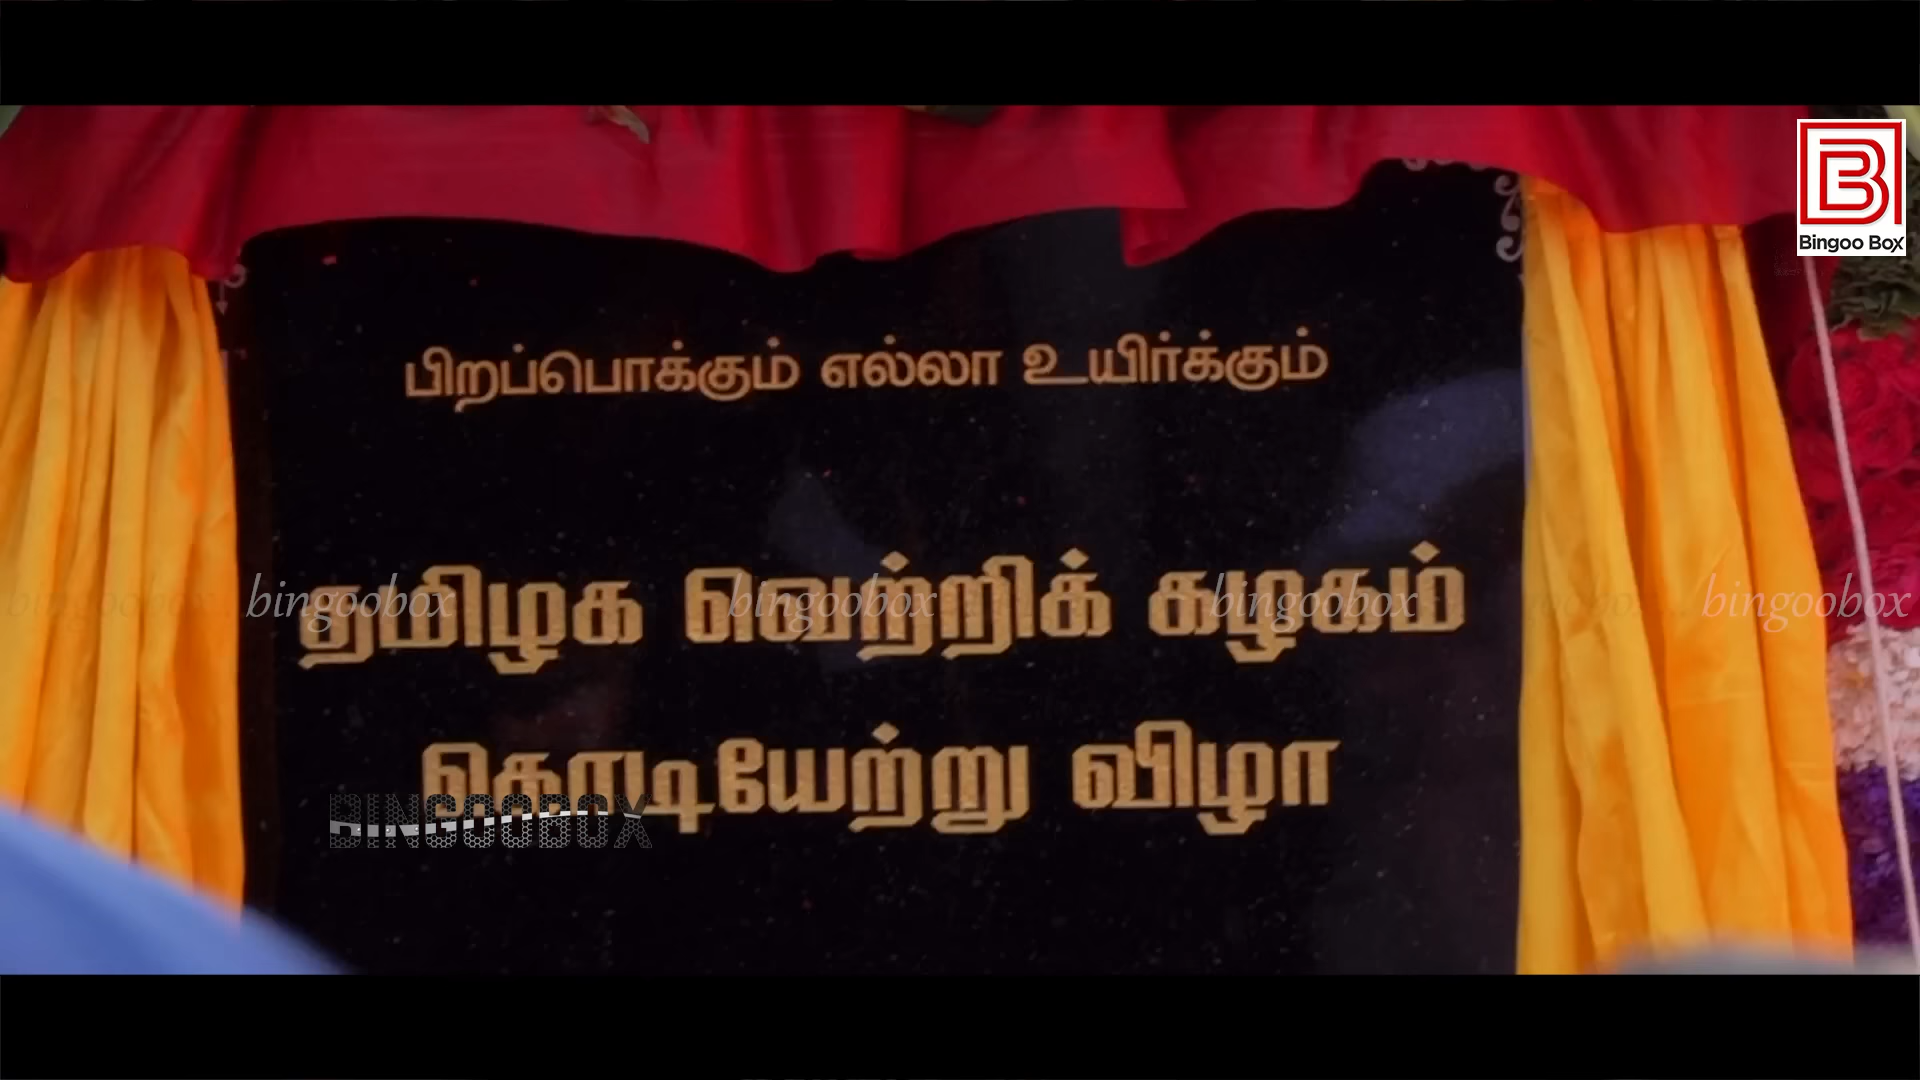 Bingoo Box
பிறப்பொக்கும் எல்லா உயிர்க்கும்
தமிழக வெற்றிக் கழகம்
bingoobox bingoobox bingoobox bingoobox
கொடியேற்று விழா
BINGOOBOX